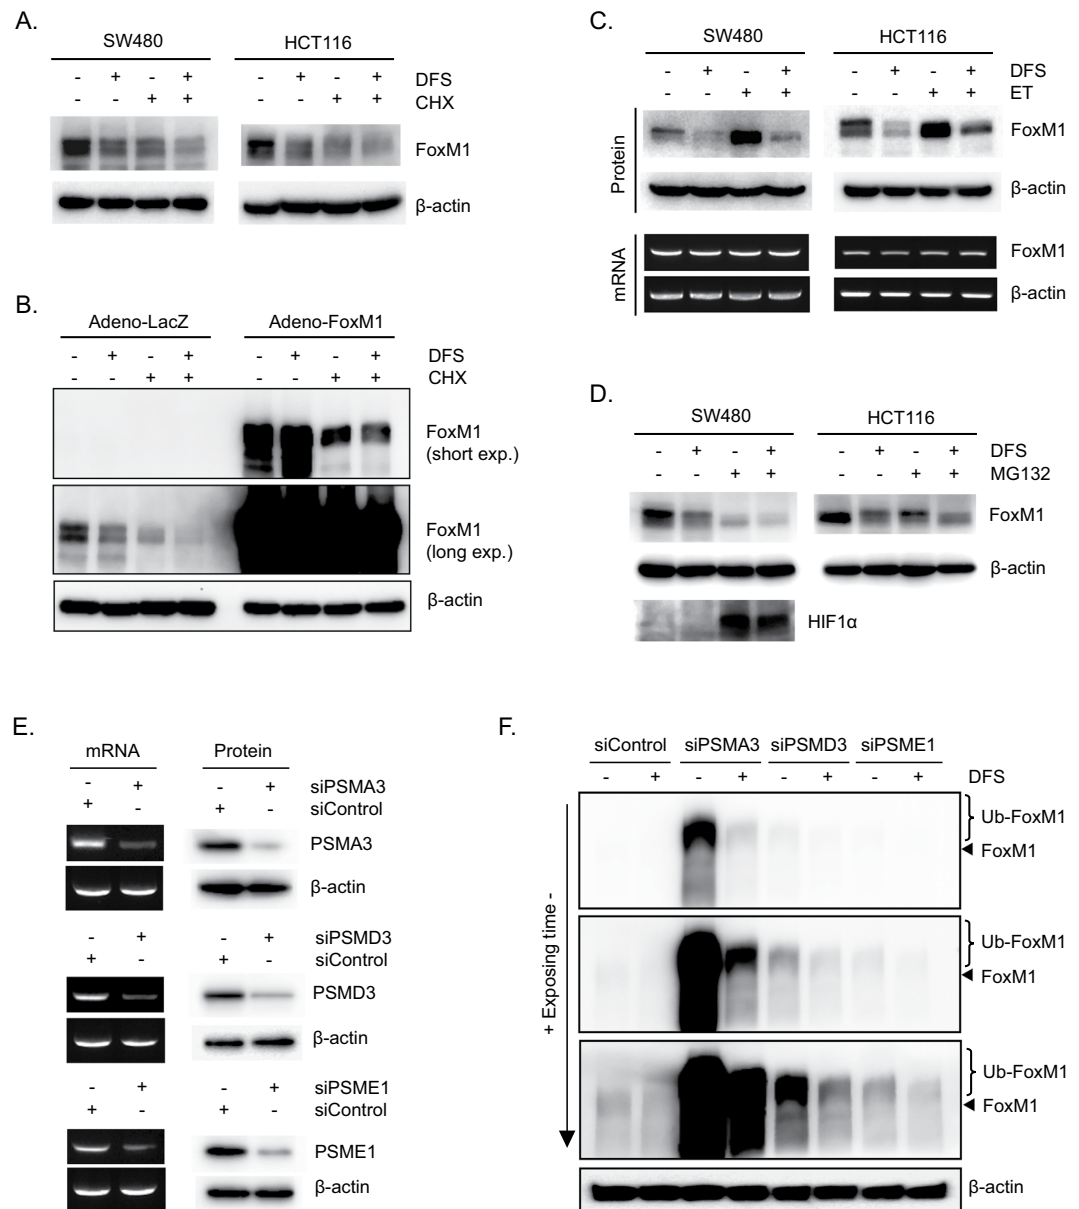 A.
SW480 HCT116
- + - + - + - + DFS
- - + + - - + + CHX
FoxM1
β-actin
B.
Adeno-LacZ Adeno-FoxM1
- + - + - + - + DFS
- - + + - - + + CHX
FoxM1
(short exp.)
FoxM1
(long exp.)
β-actin
C.
SW480 HCT116
- + - + - + - + DFS
- - + + - - + + ET
Protein
FoxM1
β-actin
mRNA
FoxM1
β-actin
D.
SW480 HCT116
- + - + - + - + DFS
- - + + - - + + MG132
FoxM1
β-actin
HIF1α
E.
mRNA Protein
- + - + siPSMA3
+ - + - siControl
PSMA3
β-actin
- + - + siPSMD3
+ - + - siControl
PSMD3
β-actin
- + - + siPSME1
+ - + - siControl
PSME1
β-actin
F.
siControl siPSMA3 siPSMD3 siPSME1
- + - + - + - + DFS
+ Exposing time -
Ub-FoxM1
FoxM1
Ub-FoxM1
FoxM1
Ub-FoxM1
FoxM1
β-actin